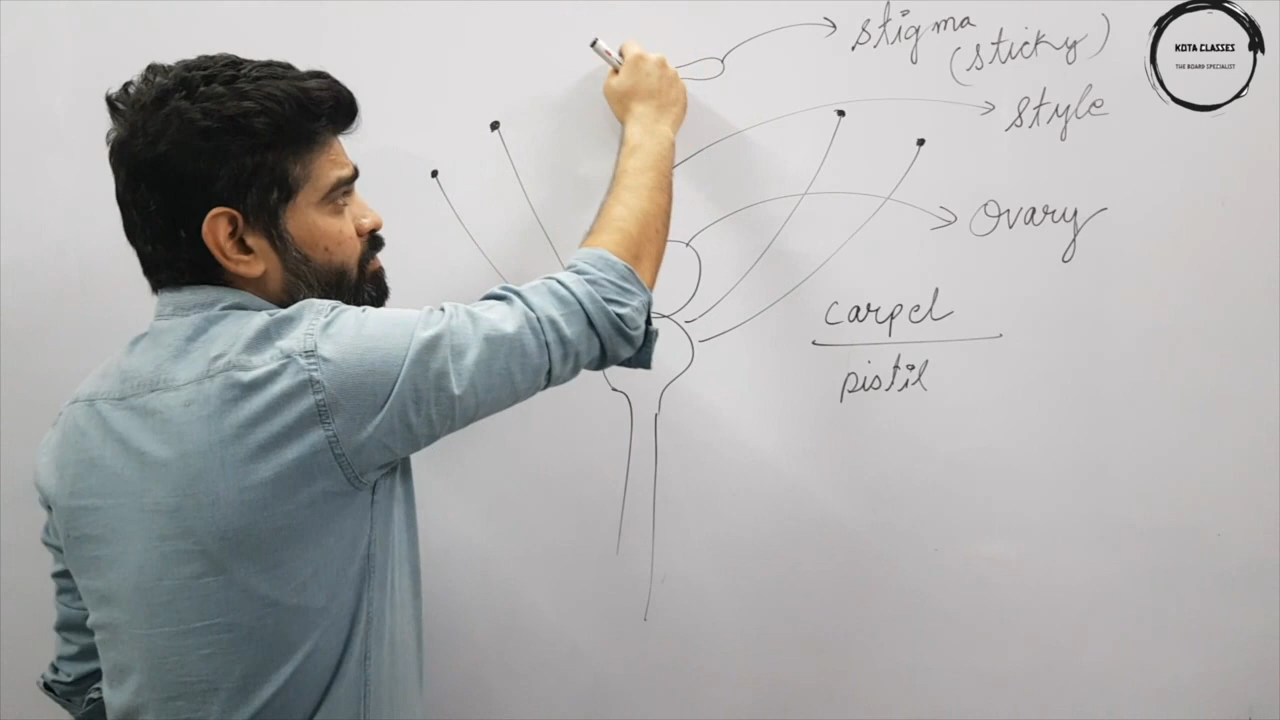 stigma
(sticky)
style
Ovary
carpel
pistil
KOTA CLASSES
THE BOARD SPECIALIST